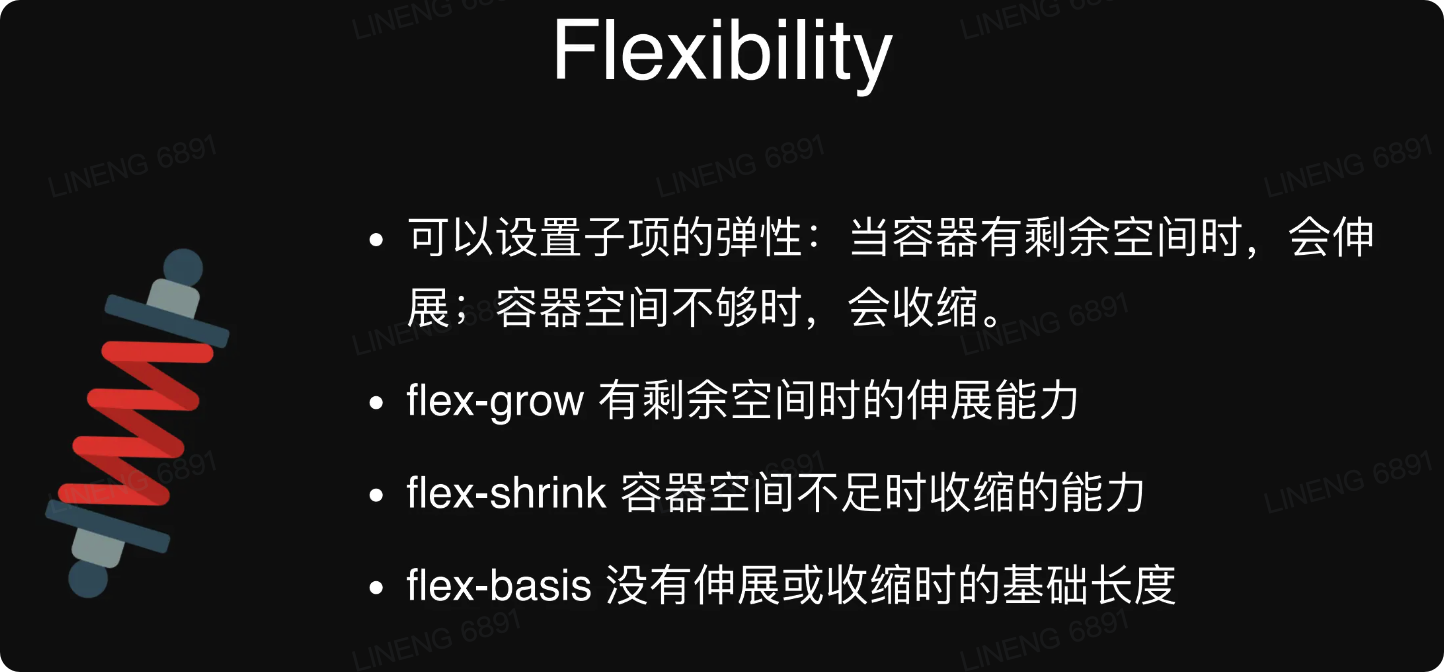 Flexibility
• 可以设置子项的弹性：当容器有剩余空间时，会伸
展；容器空间不够时，会收缩。
• flex-grow 有剩余空间时的伸展能力
• flex-shrink 容器空间不足时收缩的能力
• flex-basis 没有伸展或收缩时的基础长度
LINENG 6891